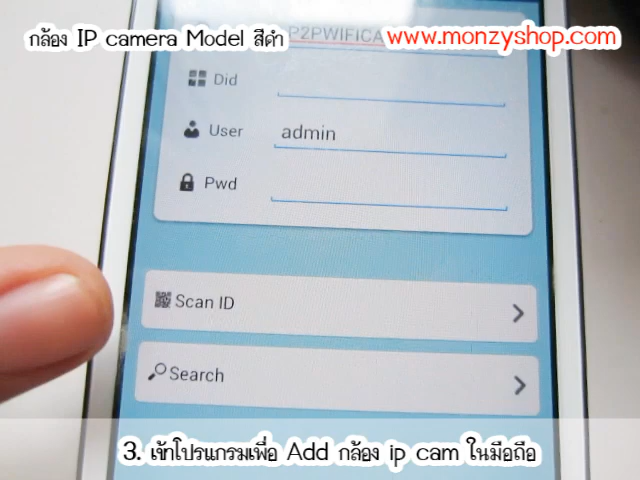 กล้อง IP camera Model สีดำ
www.monzyshop.com
P2PWIFICA
Did
User admin
Pwd
Scan ID
Search
3. เข้าโปรแกรมเพื่อ Add กล้อง ip cam ในมือถือ